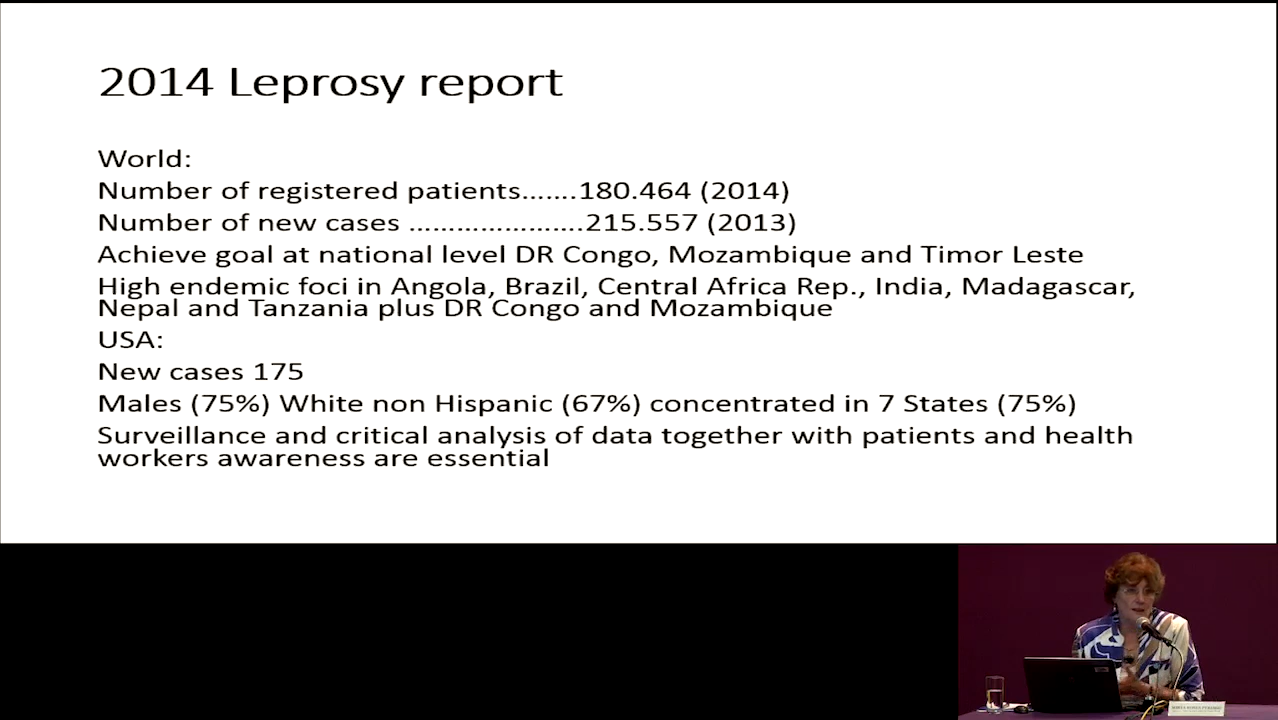 2014 Leprosy report
World:
Number of registered patients.......180.464 (2014)
Number of new cases ........................215.557 (2013)
Achieve goal at national level DR Congo, Mozambique and Timor Leste
High endemic foci in Angola, Brazil, Central Africa Rep., India, Madagascar,
Nepal and Tanzania plus DR Congo and Mozambique
USA:
New cases 175
Males (75%) White non Hispanic (67%) concentrated in 7 States (75%)
Surveillance and critical analysis of data together with patients and health
workers awareness are essential